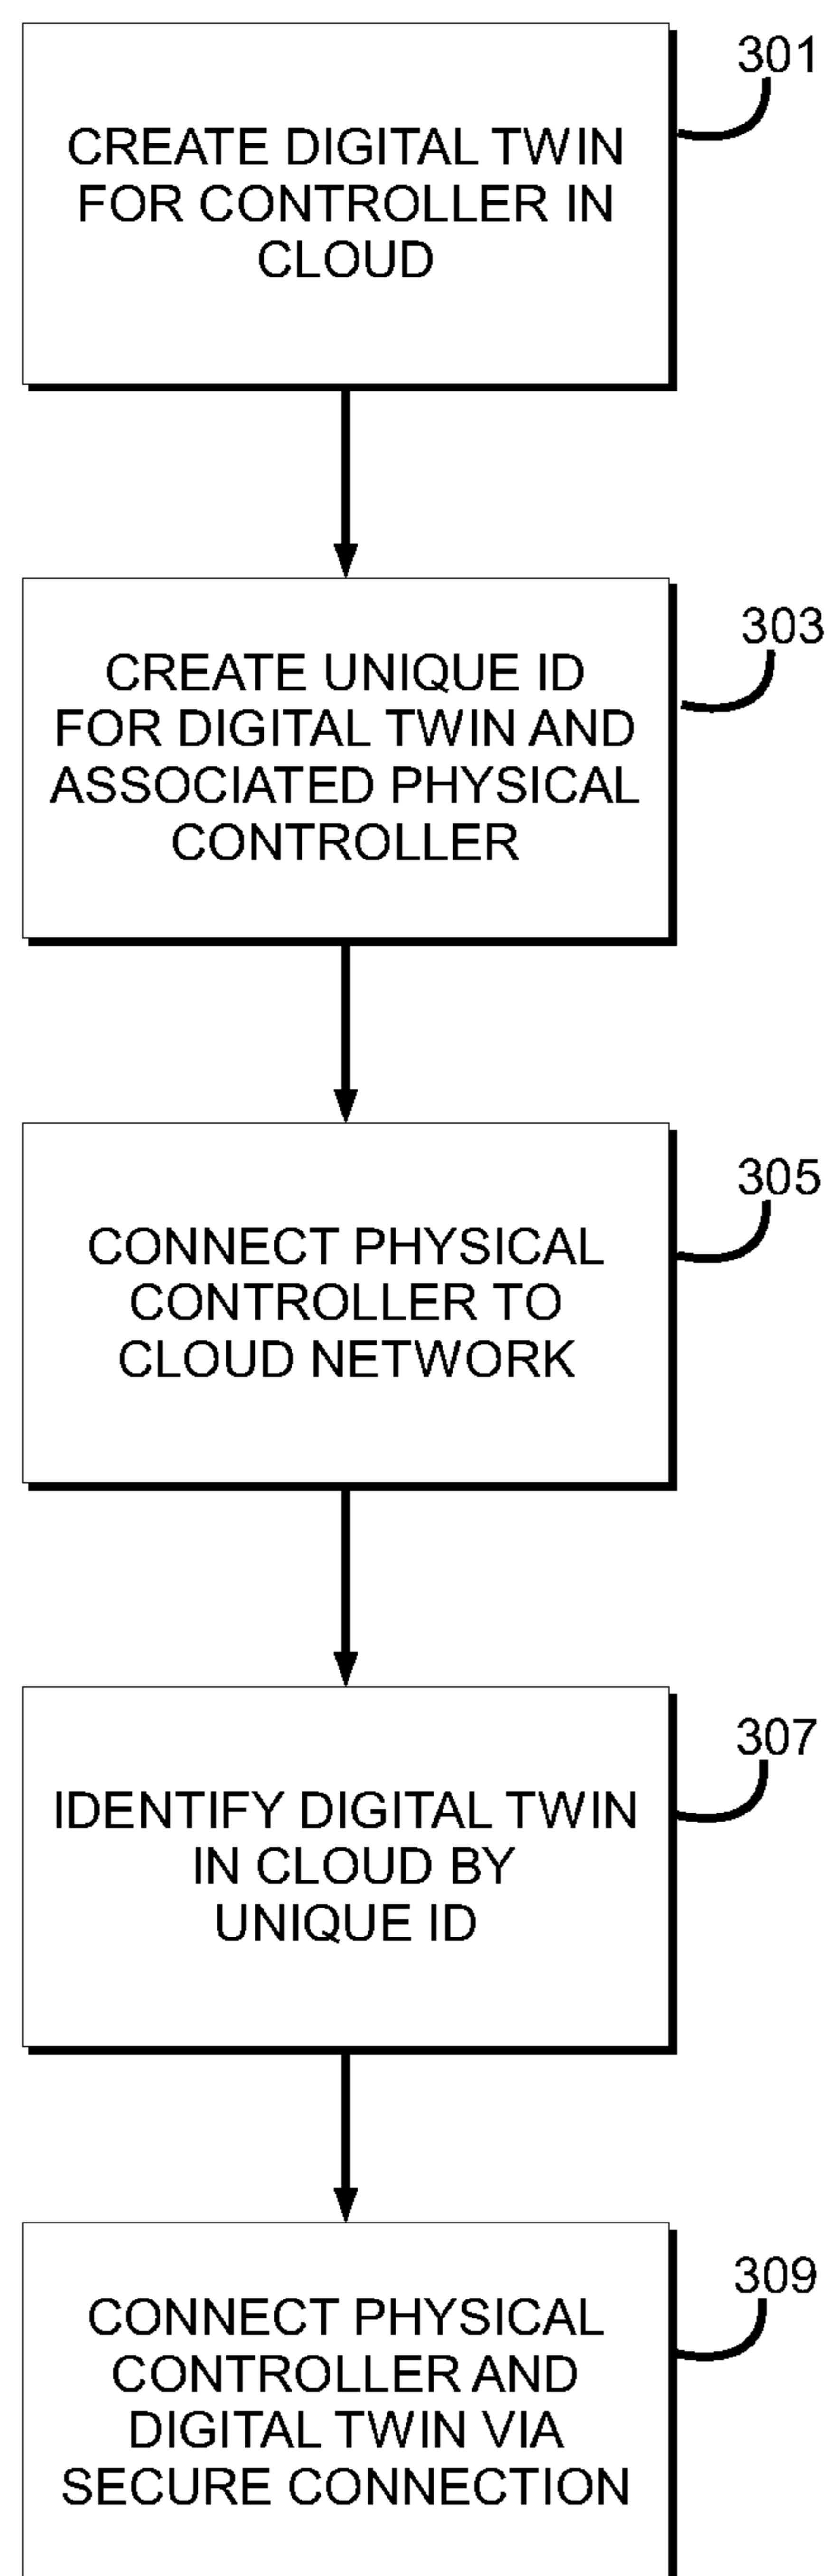 301
CREATE DIGITAL TWIN
FOR CONTROLLER IN
CLOUD
303
CREATE UNIQUE ID
FOR DIGITAL TWIN AND
ASSOCIATED PHYSICAL
CONTROLLER
305
CONNECT PHYSICAL
CONTROLLER TO
CLOUD NETWORK
307
IDENTIFY DIGITAL TWIN
IN CLOUD BY
UNIQUE ID
309
CONNECT PHYSICAL
CONTROLLER AND
DIGITAL TWIN VIA
SECURE CONNECTION